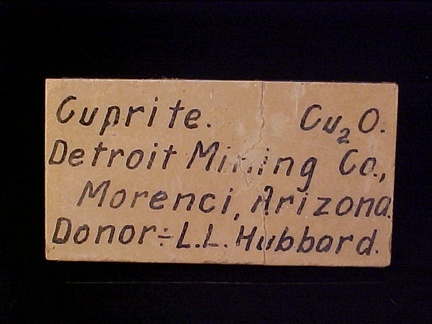 Cuprite. Cu₂O.
Detroit Mining Co.,
Morenci, Arizona.
Donor:- L.L. Hubbard.